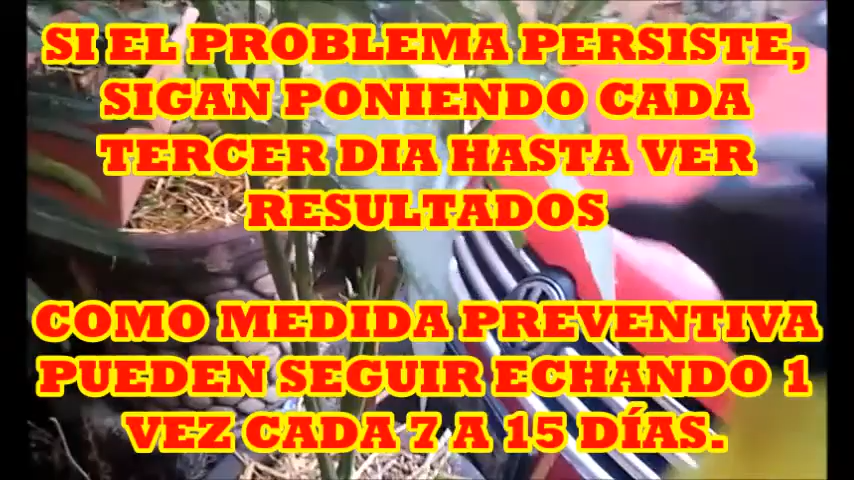 SI EL PROBLEMA PERSISTE,
SIGAN PONIENDO CADA
TERCER DIA HASTA VER
RESULTADOS
COMO MEDIDA PREVENTIVA
PUEDEN SEGUIR ECHANDO 1
VEZ CADA 7 A 15 DÍAS.